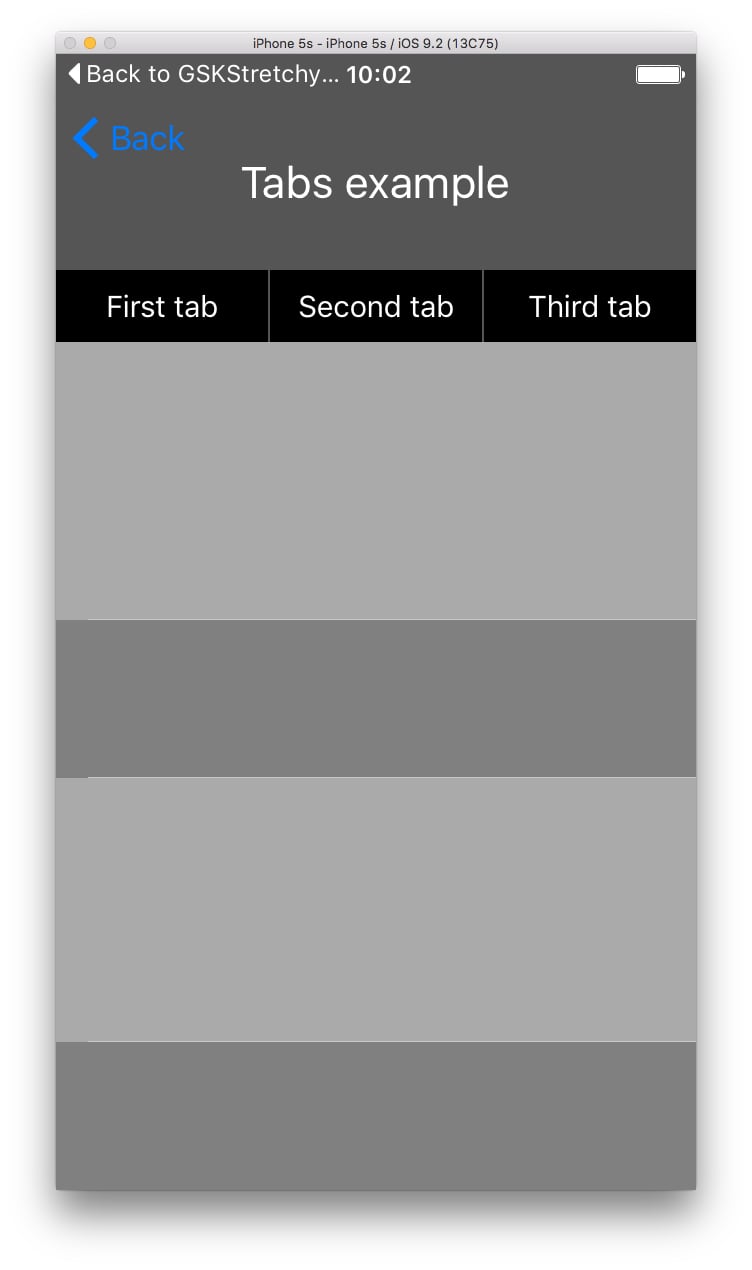 iPhone 5s - iPhone 5s / iOS 9.2 (13C75)
Back to GSKStretchy... 10:02
Back
Tabs example
First tab Second tab Third tab